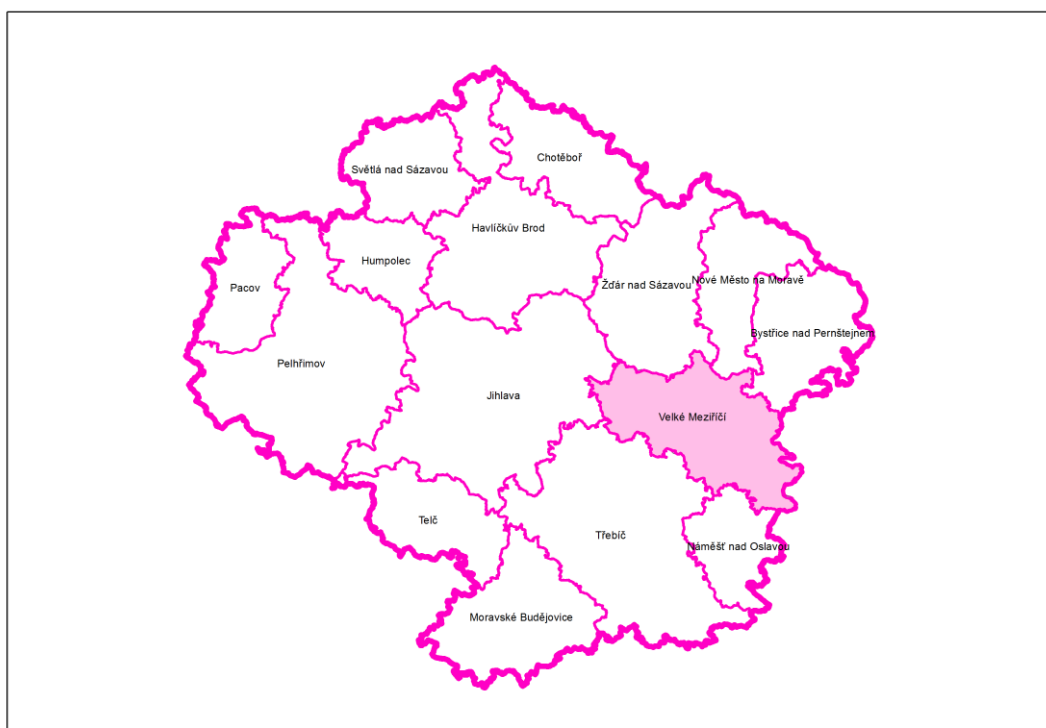 Chotěboř
Světlá nad Sázavou
Havlíčkův Brod
Humpolec
Nové Město na Moravě
Žďár nad Sázavou
Pacov
Bystřice nad Pernštejnem
Pelhřimov
Jihlava
Velké Meziříčí
Telč
Třebíč
Náměšť nad Oslavou
Moravské Budějovice